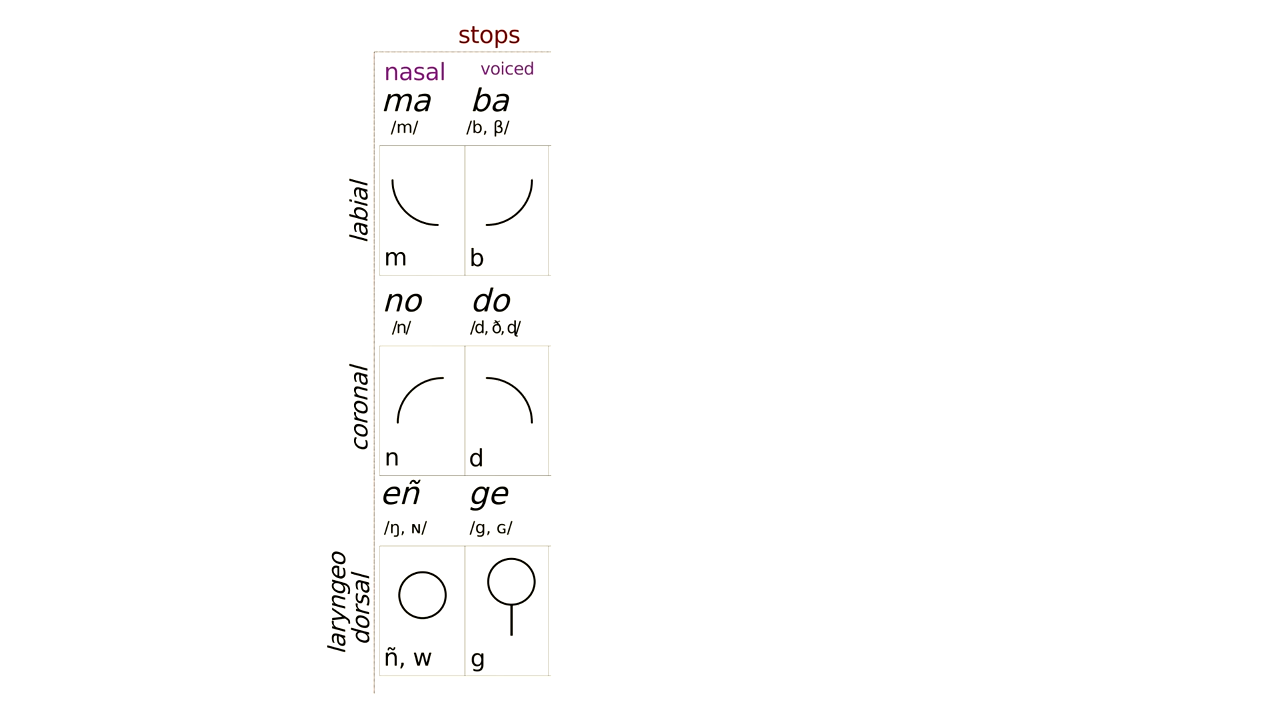 stops
nasal voiced
ma ba
/m/ /b, β/
labial
m b
no do
/n/ /d, ð, ɖ/
coronal
n d
eñ ge
/ŋ, ɴ/ /g, ɢ/
laryngeo
dorsal
ñ, w g